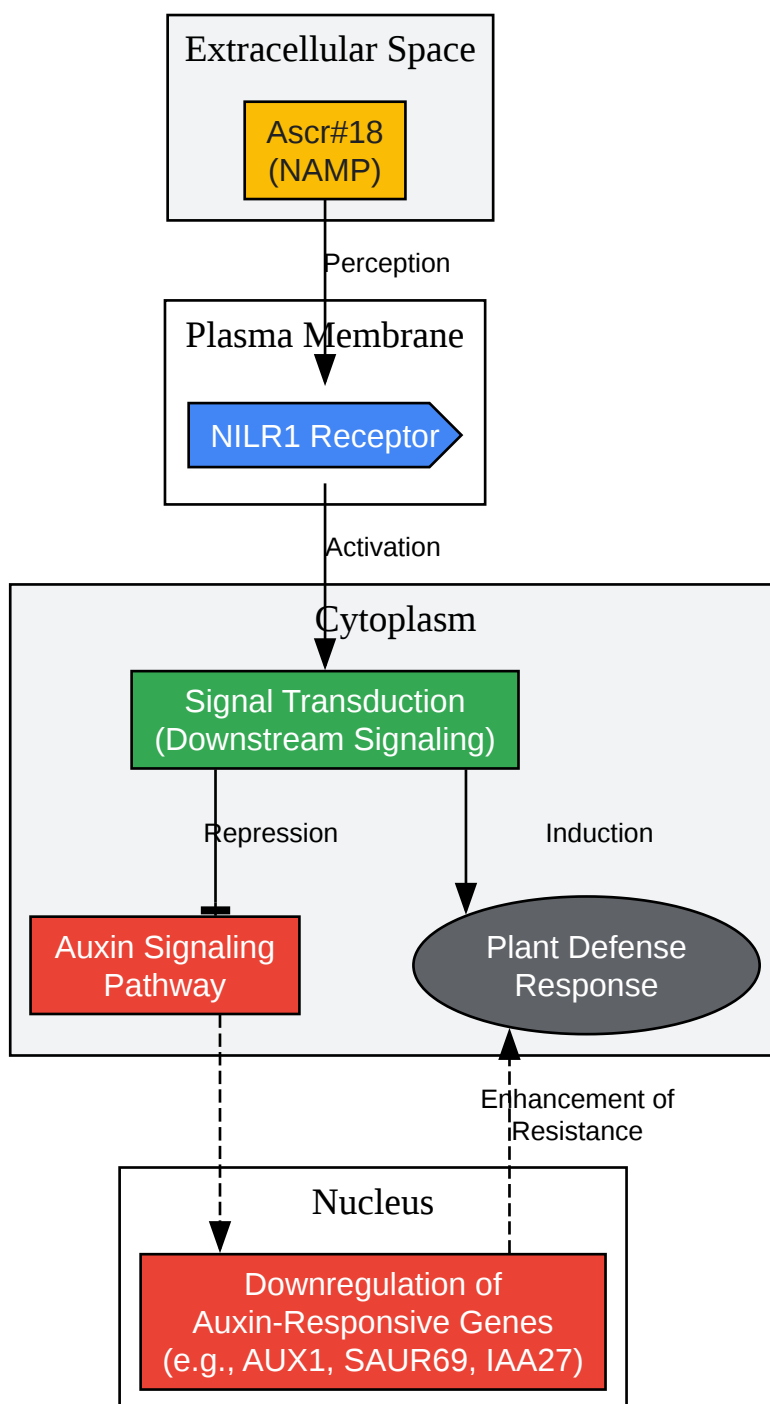 Extracellular Space
Ascr#18
(NAMP)
Perception
Plasma Membrane
NILR1 Receptor
Activation
Cytoplasm
Signal Transduction
(Downstream Signaling)
Repression
Induction
Auxin Signaling
Pathway
Plant Defense
Response
Enhancement of
Resistance
Nucleus
Downregulation of
Auxin-Responsive Genes
(e.g., AUX1, SAUR69, IAA27)